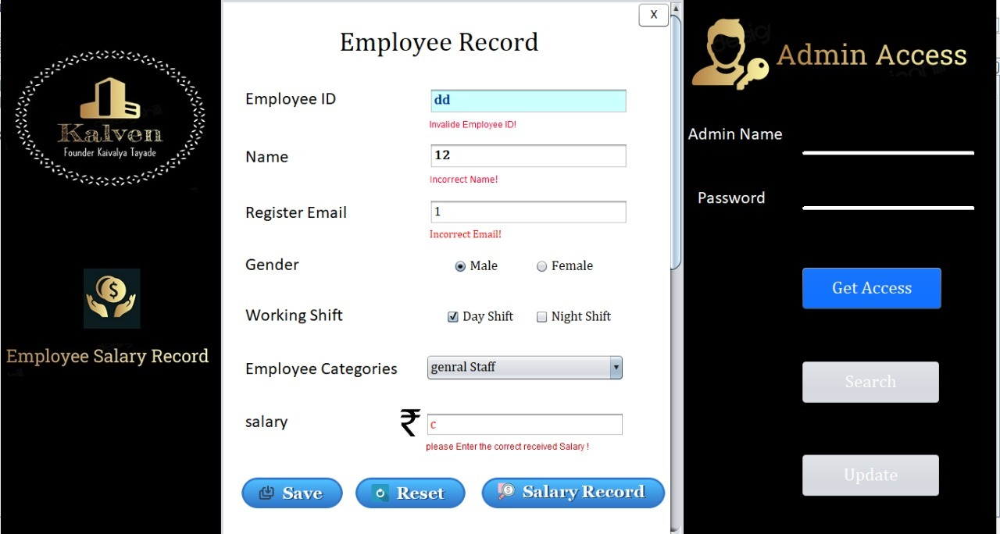 Kalven
Founder Kaivalya Tayade
Employee Salary Record
X
Employee Record
Employee ID
dd
Invalide Employee ID!
Name
12
Incorrect Name!
Register Email
1
Incorrect Email!
Gender
Male
Female
Working Shift
Day Shift
Night Shift
Employee Categories
genral Staff
salary
₹
c
please Enter the correct received Salary !
Save
Reset
Salary Record
Admin Access
Admin Name
Password
Get Access
Search
Update